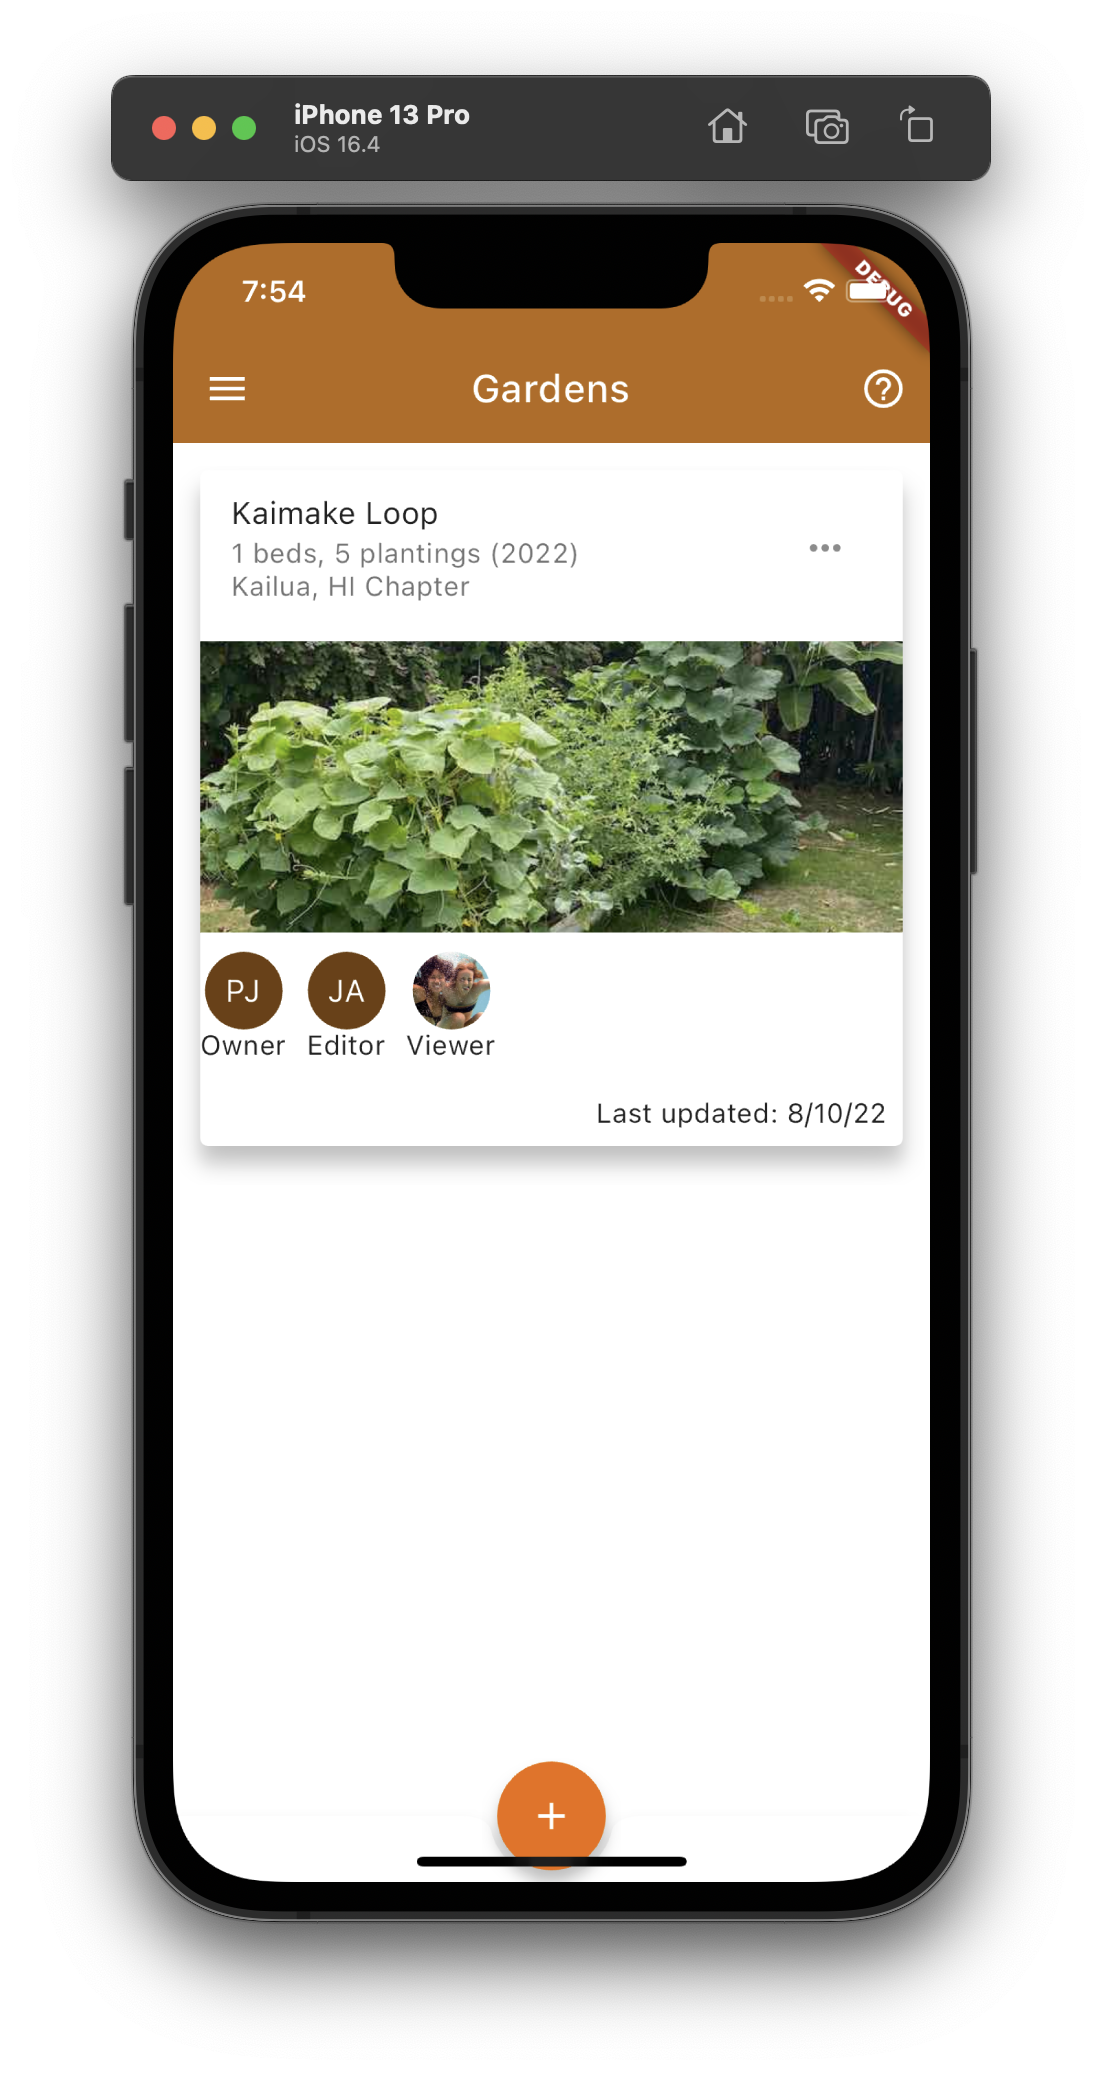 iPhone 13 Pro
iOS 16.4
7:54
DEBUG
Gardens
Kaimake Loop
1 beds, 5 plantings (2022)
Kailua, HI Chapter
PJ JA
Owner Editor Viewer
Last updated: 8/10/22